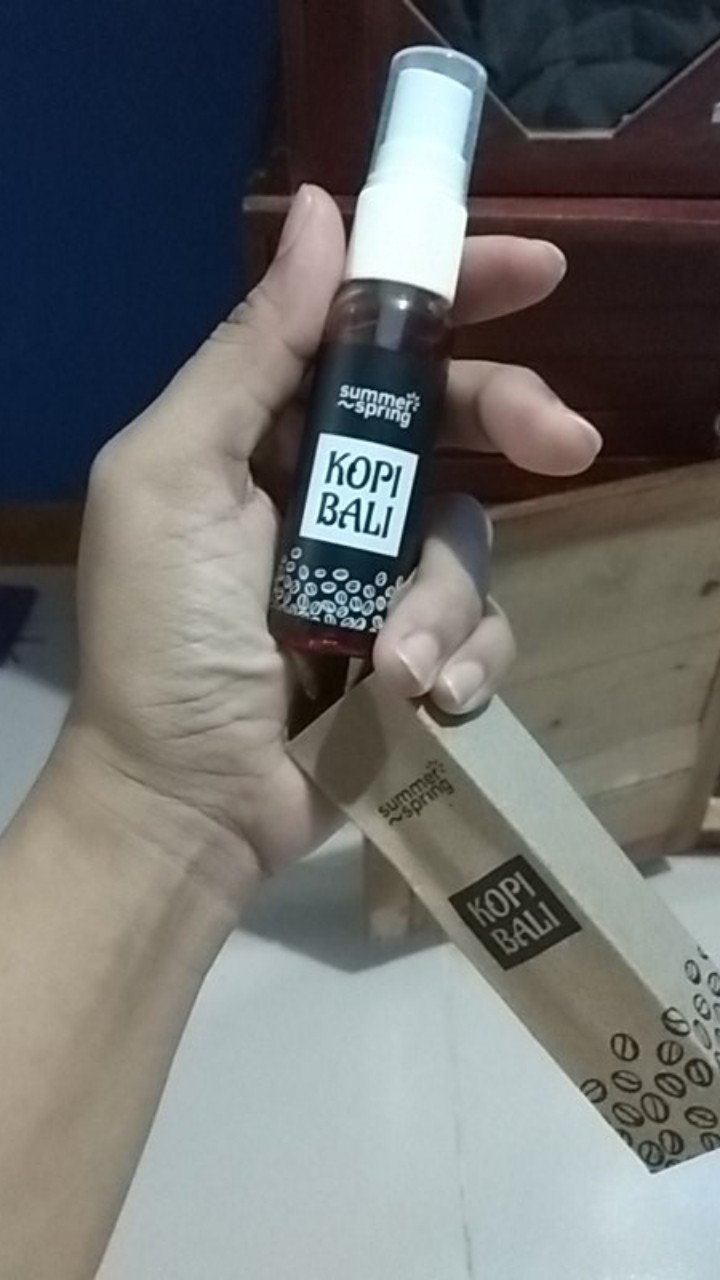 summer
~spring
KOPI
BALI
summer
~spring
KOPI
BALI